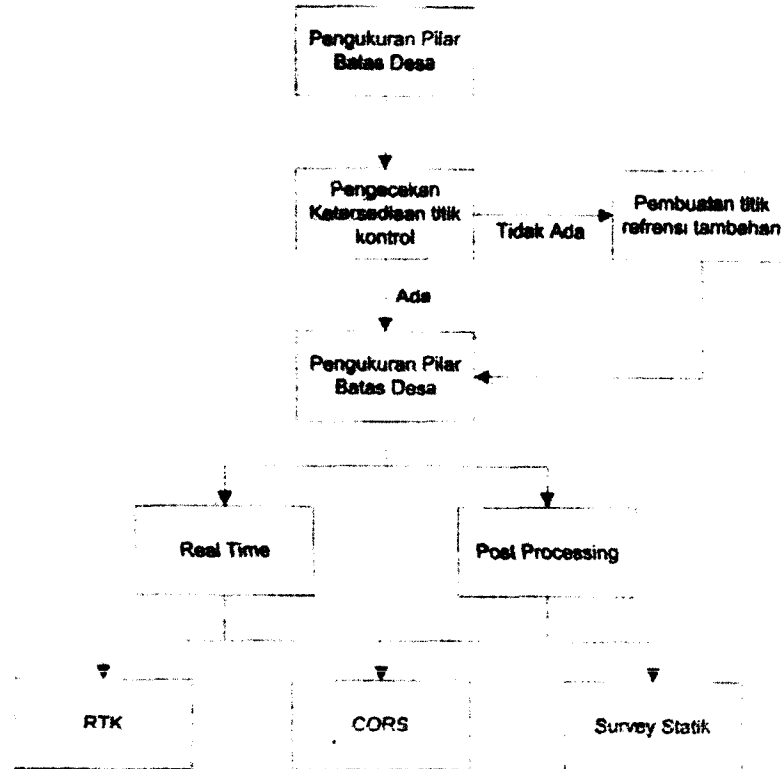 Pengukuran Pilar
Batas Desa
Pengecekan
Ketersediaan titik
kontrol
Tidak Ada
Pembuatan titik
refrensi tambahan
Ada
Pengukuran Pilar
Batas Desa
Real Time
Post Processing
RTK
CORS
Survey Statik